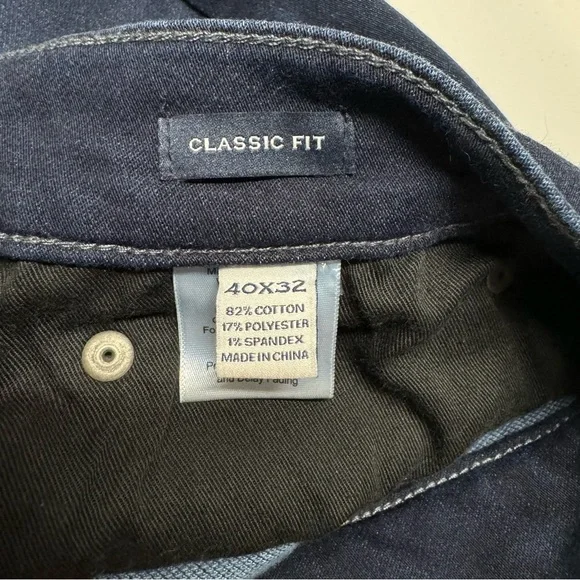 CLASSIC FIT
40X32
82% COTTON
17% POLYESTER
1% SPANDEX
MADE IN CHINA
and Delay Fading